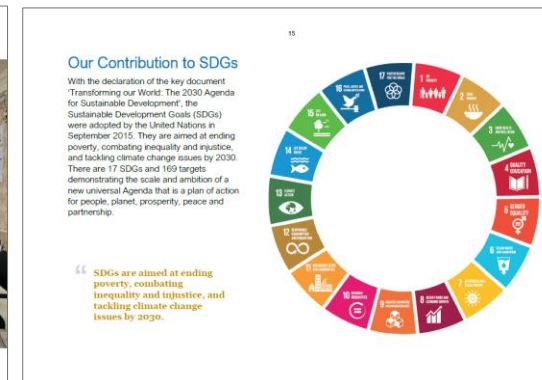 15
Our Contribution to SDGs
With the declaration of the key document
‘Transforming our World: The 2030 Agenda
for Sustainable Development’, the
Sustainable Development Goals (SDGs)
were adopted by the United Nations in
September 2015. They are aimed at ending
poverty, combating inequality and injustice,
and tackling climate change issues by 2030.
There are 17 SDGs and 169 targets
demonstrating the scale and ambition of a
new universal Agenda that is a plan of action
for people, planet, prosperity, peace and
partnership.
“ SDGs are aimed at ending
poverty, combating
inequality and injustice, and
tackling climate change
issues by 2030.
1
2
3
4 QUALITY
EDUCATION
5 GENDER
EQUALITY
6
7
8
9
10
11
12
13 CLIMATE
ACTION
14
15
16
17